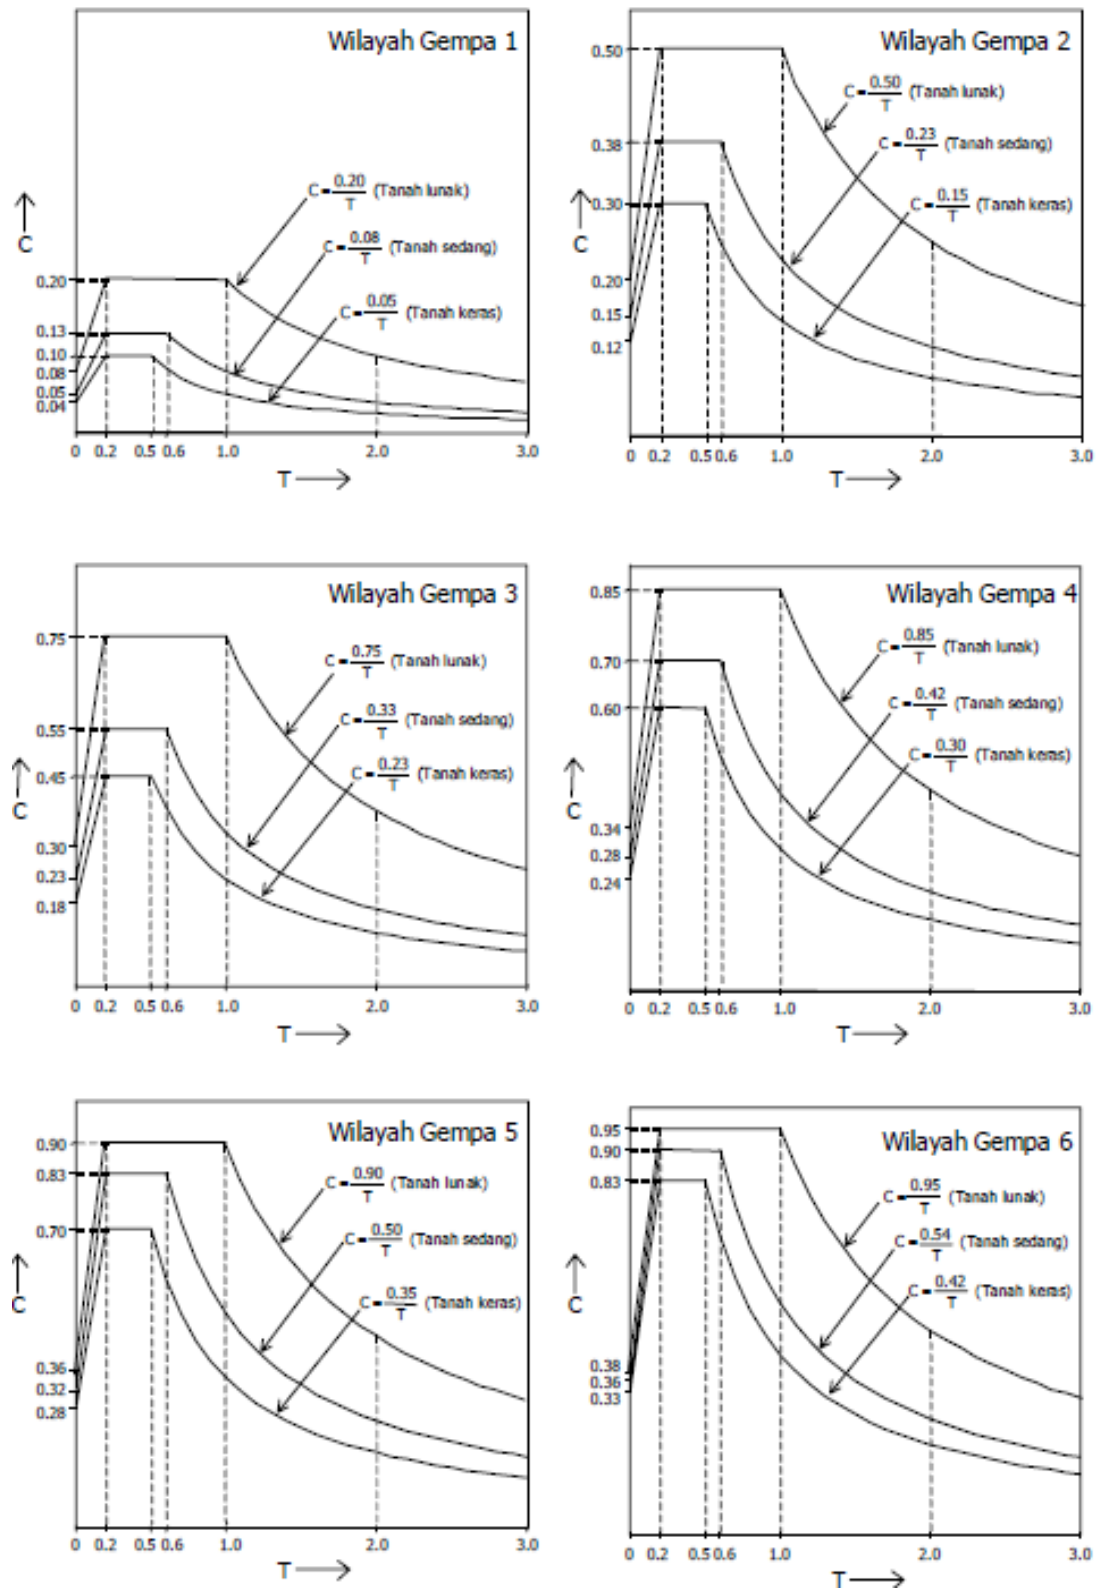 Wilayah Gempa 1
C = 0.20/T (Tanah lunak)
C = 0.08/T (Tanah sedang)
C = 0.05/T (Tanah keras)
C
0.20
0.13
0.10
0.08
0.05
0.04
0 0.2 0.5 0.6 1.0 2.0 3.0
T
Wilayah Gempa 2
C = 0.50/T (Tanah lunak)
C = 0.23/T (Tanah sedang)
C = 0.15/T (Tanah keras)
C
0.50
0.38
0.30
0.20
0.15
0.12
0 0.2 0.5 0.6 1.0 2.0 3.0
T
Wilayah Gempa 3
C = 0.75/T (Tanah lunak)
C = 0.33/T (Tanah sedang)
C = 0.23/T (Tanah keras)
C
0.75
0.55
0.45
0.30
0.23
0.18
0 0.2 0.5 0.6 1.0 2.0 3.0
T
Wilayah Gempa 4
C = 0.85/T (Tanah lunak)
C = 0.42/T (Tanah sedang)
C = 0.30/T (Tanah keras)
C
0.85
0.70
0.60
0.34
0.28
0.24
0 0.2 0.5 0.6 1.0 2.0 3.0
T
Wilayah Gempa 5
C = 0.90/T (Tanah lunak)
C = 0.50/T (Tanah sedang)
C = 0.35/T (Tanah keras)
C
0.90
0.83
0.70
0.36
0.32
0.28
0 0.2 0.5 0.6 1.0 2.0 3.0
T
Wilayah Gempa 6
C = 0.95/T (Tanah lunak)
C = 0.54/T (Tanah sedang)
C = 0.42/T (Tanah keras)
C
0.95
0.90
0.83
0.38
0.36
0.33
0 0.2 0.5 0.6 1.0 2.0 3.0
T